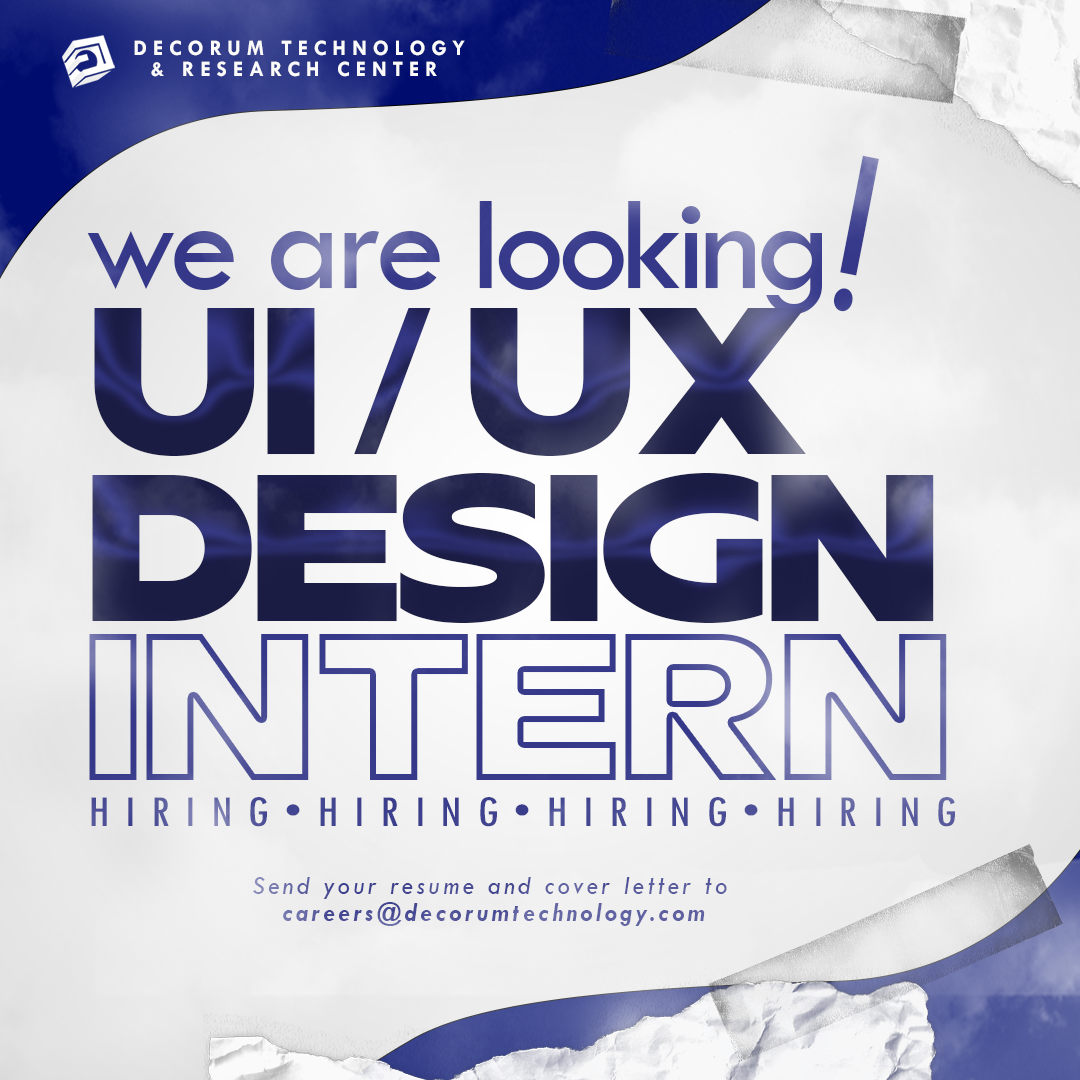 DECORUM TECHNOLOGY
& RESEARCH CENTER
we are looking!
UI / UX
DESIGN
INTERN
HIRING•HIRING•HIRING•HIRING
Send your resume and cover letter to
careers@decorumtechnology.com